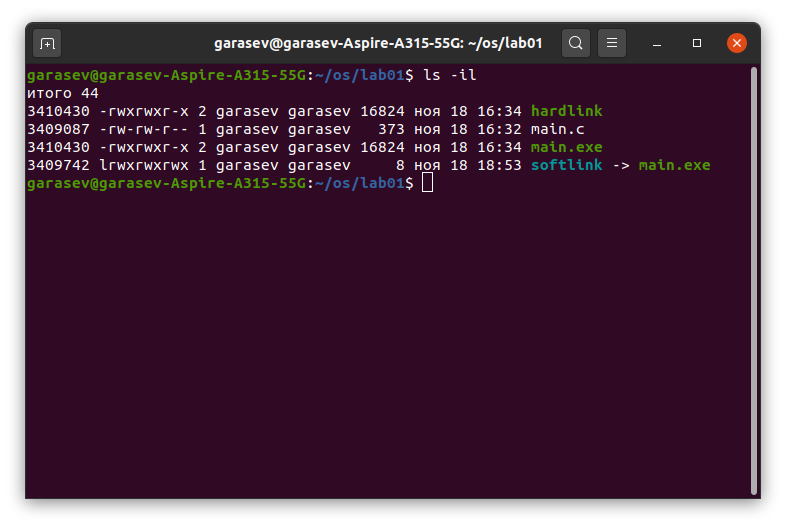 garasev@garasev-Aspire-A315-55G: ~/os/lab01
garasev@garasev-Aspire-A315-55G:~/os/lab01$ ls -il
итого 44
3410430 -rwxrwxr-x 2 garasev garasev 16824 ноя 18 16:34 hardlink
3409087 -rw-rw-r-- 1 garasev garasev   373 ноя 18 16:32 main.c
3410430 -rwxrwxr-x 2 garasev garasev 16824 ноя 18 16:34 main.exe
3409742 lrwxrwxrwx 1 garasev garasev     8 ноя 18 18:53 softlink -> main.exe
garasev@garasev-Aspire-A315-55G:~/os/lab01$